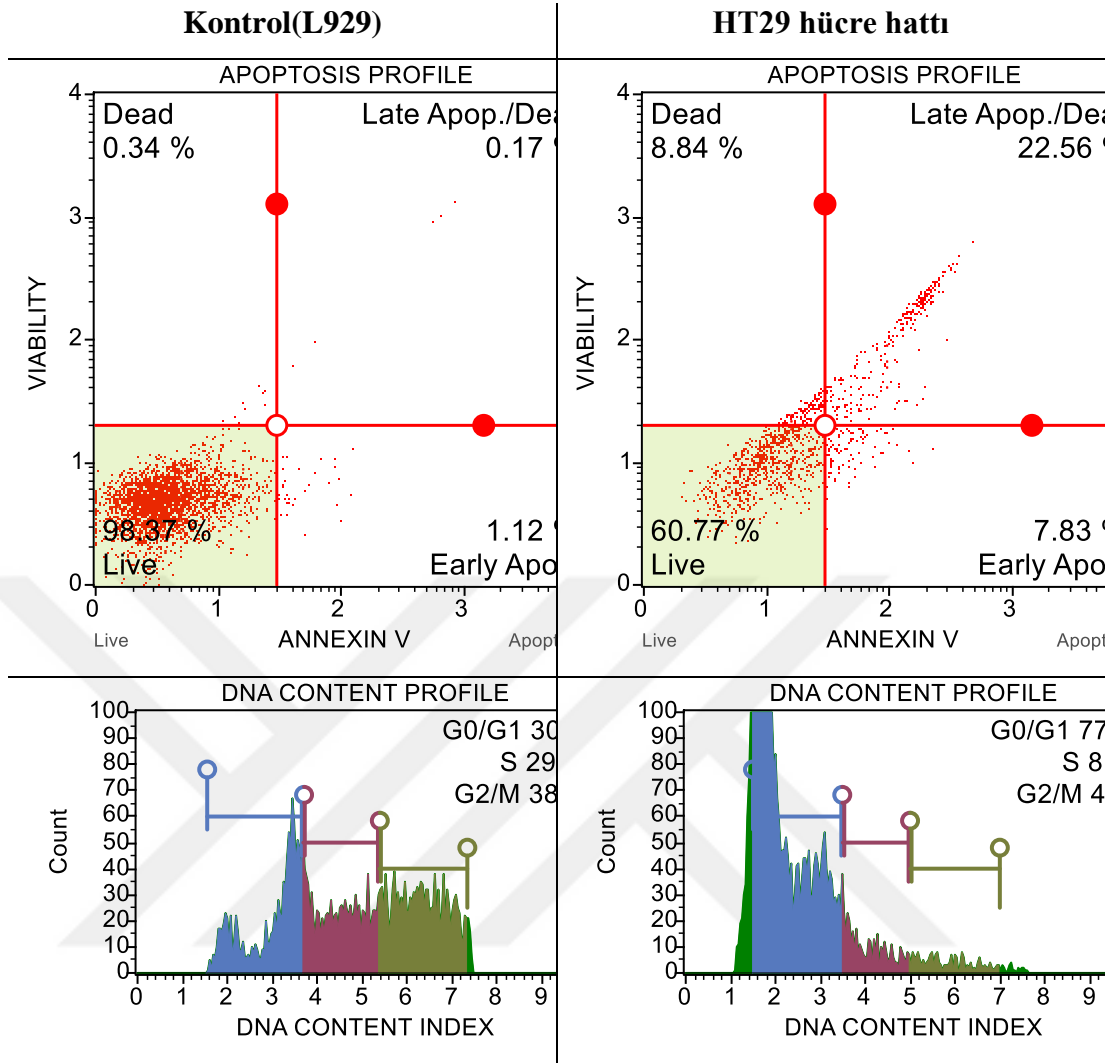 Kontrol(L929)
HT29 hücre hattı
APOPTOSIS PROFILE
4
3
2
1
0
VIABILITY
Dead
0.34 %
Late Apop./Dea
0.17
98.37 %
Live
1.12
Early Apo
0 1 2 3
Live ANNEXIN V Apopt
APOPTOSIS PROFILE
4
3
2
1
0
VIABILITY
Dead
8.84 %
Late Apop./Dea
22.56
60.77 %
Live
7.83
Early Apo
0 1 2 3
Live ANNEXIN V Apopt
DNA CONTENT PROFILE
100
90
80
70
60
50
40
30
20
10
0
Count
G0/G1 30
S 29
G2/M 38
0 1 2 3 4 5 6 7 8 9
DNA CONTENT INDEX
DNA CONTENT PROFILE
100
90
80
70
60
50
40
30
20
10
0
Count
G0/G1 77
S 8
G2/M 4
0 1 2 3 4 5 6 7 8 9
DNA CONTENT INDEX